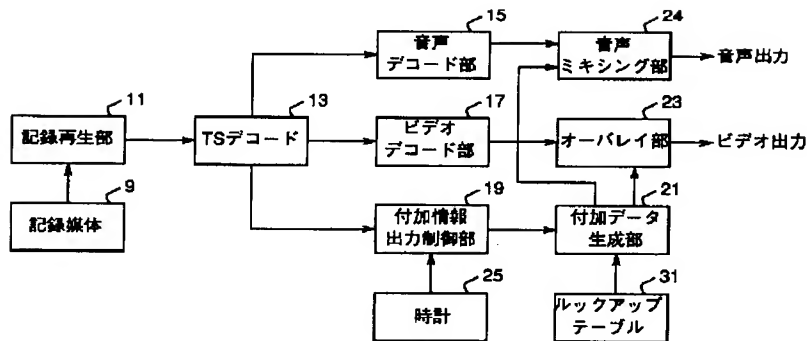 15
音声
デコード部
24
音声
ミキシング部
音声出力
11
記録再生部
13
TSデコード
17
ビデオ
デコード部
23
オーバレイ部
ビデオ出力
9
記録媒体
19
付加情報
出力制御部
21
付加データ
生成部
25
時計
31
ルックアップ
テーブル